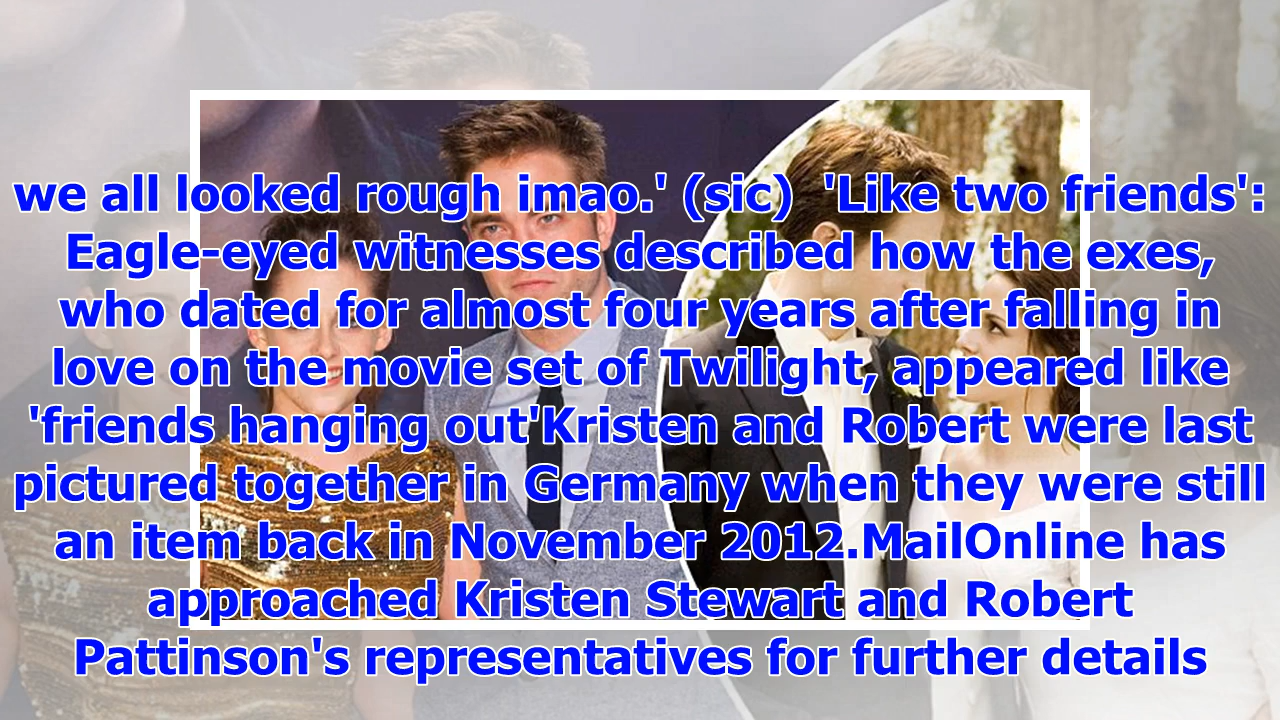 we all looked rough imao.' (sic)  'Like two friends':
Eagle-eyed witnesses described how the exes,
who dated for almost four years after falling in
love on the movie set of Twilight, appeared like
'friends hanging out'Kristen and Robert were last
pictured together in Germany when they were still
an item back in November 2012.MailOnline has
approached Kristen Stewart and Robert
Pattinson's representatives for further details